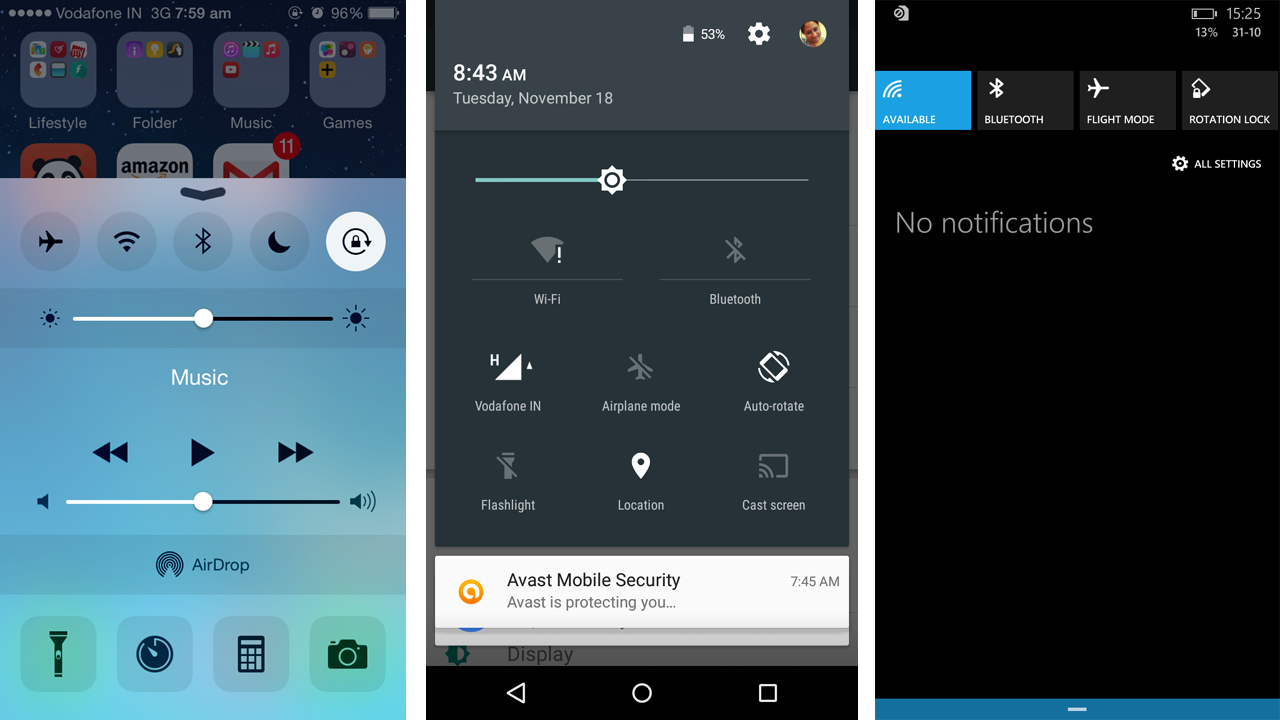 Vodafone IN 3G 7:59 am 96%
Lifestyle Folder Music Games
my
amazon 11
Music
AirDrop
53%
8:43 AM
Tuesday, November 18
Wi-Fi Bluetooth
H
Vodafone IN Airplane mode Auto-rotate
Flashlight Location Cast screen
Avast Mobile Security 7:45 AM
Avast is protecting you...
Display
15:25
13% 31-10
AVAILABLE BLUETOOTH FLIGHT MODE ROTATION LOCK
ALL SETTINGS
No notifications